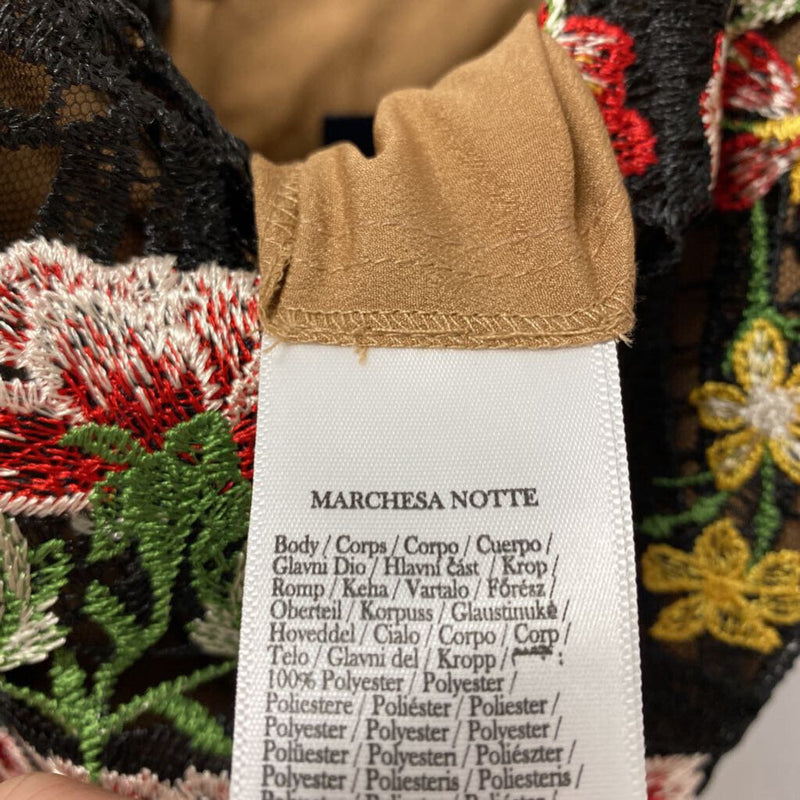 MARCHESA NOTTE
Body / Corps / Corpo / Cuerpo /
Glavni Dio / Hlavní část / Krop /
Romp / Keha / Vartalo / Főrész /
Oberteil / Korpuss / Glaustinukė /
Hoveddel / Ciało / Corpo / Corp /
Telo / Glavni del / Kropp /
100% Polyester / Polyester /
Poliestere / Poliéster / Poliester /
Polyester / Polyester / Polyester /
Polüester / Polyesteri / Poliészter /
Polyester / Poliesteris / Poliesteris /